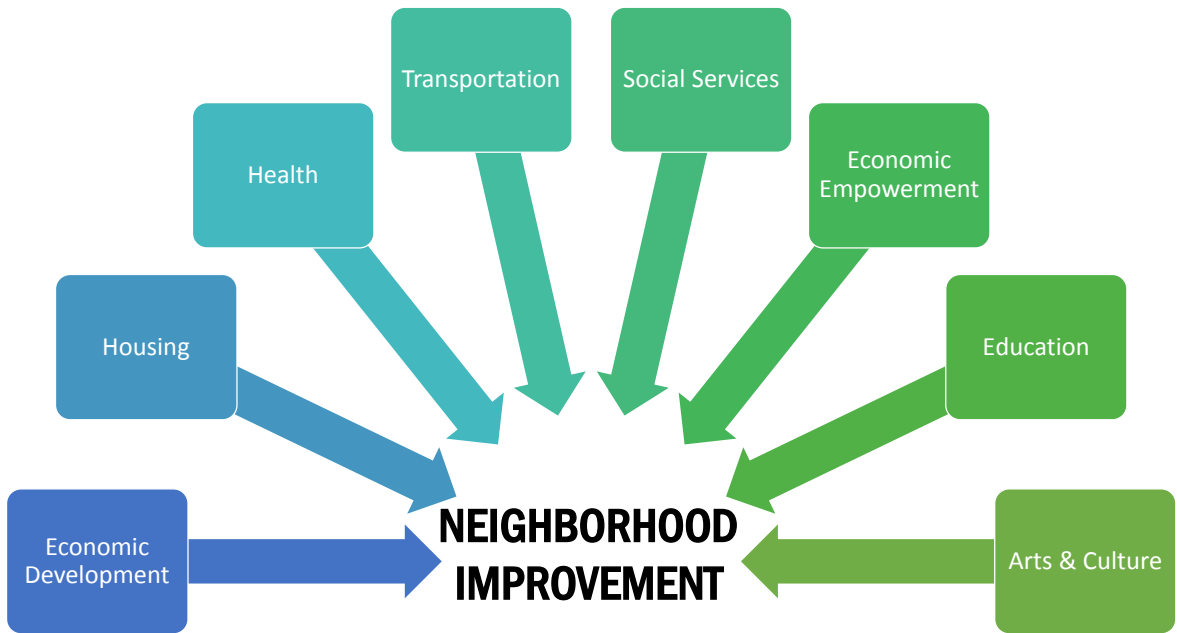 Transportation
Social Services
Health
Economic
Empowerment
Housing
Education
Economic
Development
NEIGHBORHOOD
IMPROVEMENT
Arts & Culture